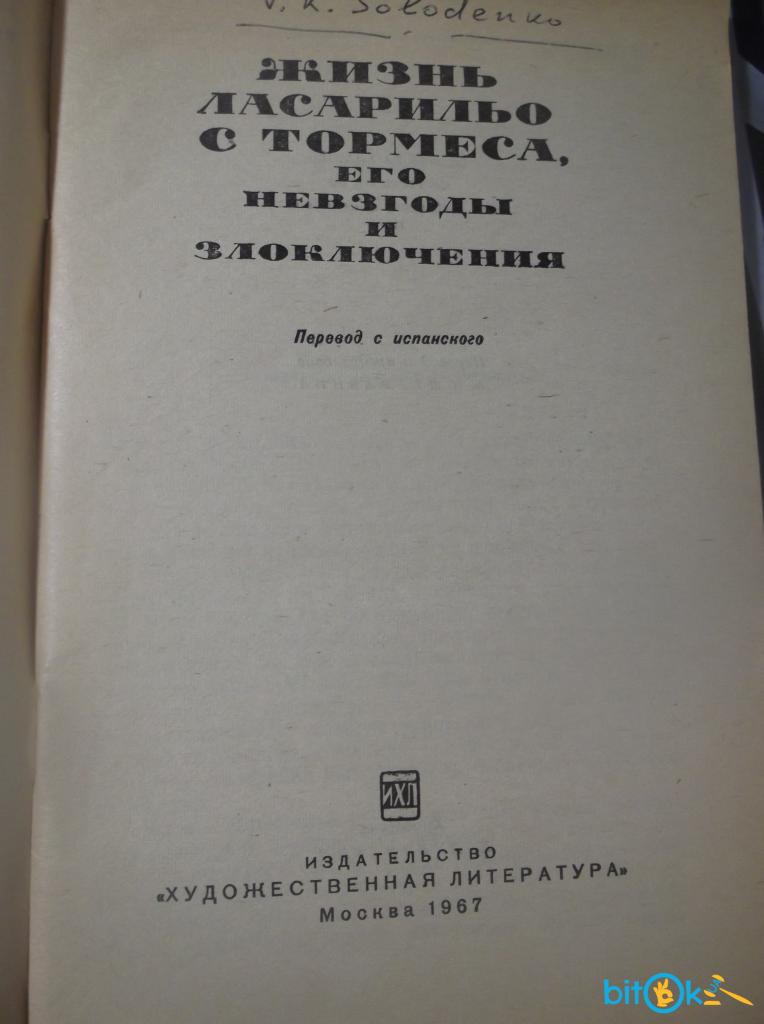 V. K. Solodenko
ЖИЗНЬ
ЛАСАРИЛЬО
С ТОРМЕСА,
ЕГО
НЕВЗГОДЫ
И
ЗЛОКЛЮЧЕНИЯ
Перевод с испанского
ИХЛ
ИЗДАТЕЛЬСТВО
«ХУДОЖЕСТВЕННАЯ ЛИТЕРАТУРА»
Москва 1967
bitok